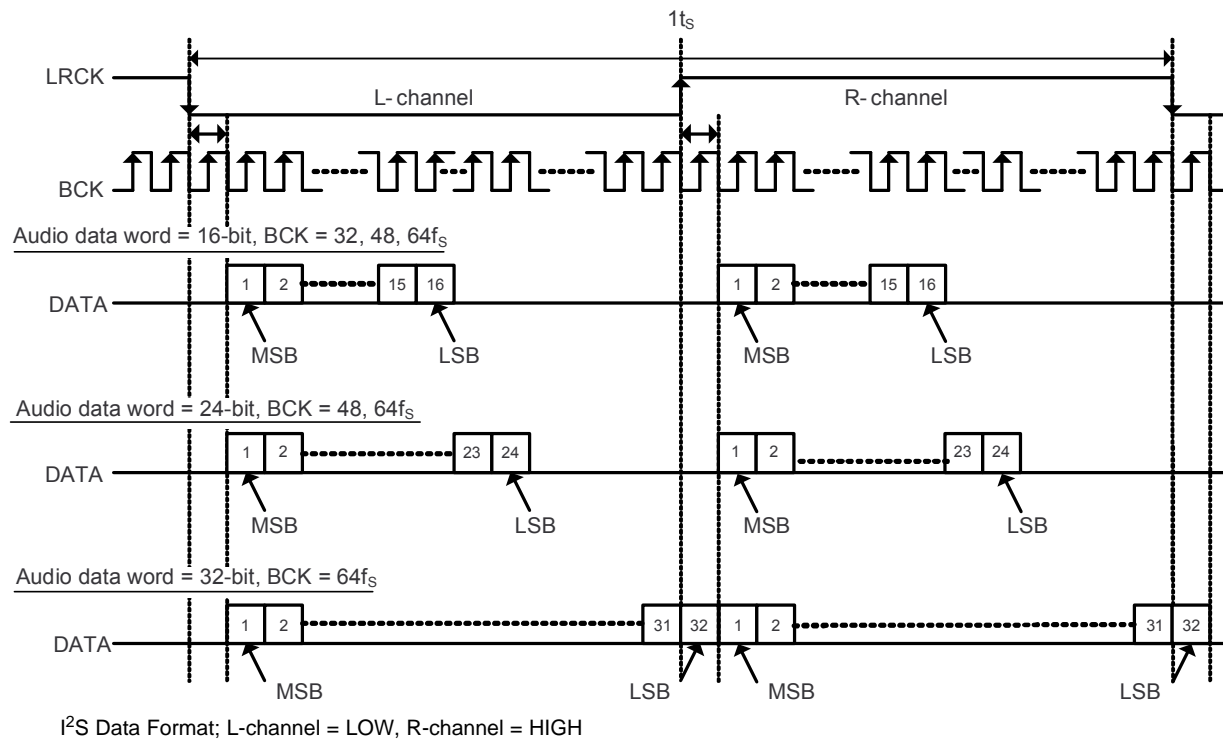 1tS
LRCK
L- channel
R- channel
BCK
Audio data word = 16-bit, BCK = 32, 48, 64fS
DATA
1 2 15 16 1 2 15 16
MSB LSB MSB LSB
Audio data word = 24-bit, BCK = 48, 64fS
DATA
1 2 23 24 1 2 23 24
MSB LSB MSB LSB
Audio data word = 32-bit, BCK = 64fS
DATA
1 2 31 32 1 2 31 32
MSB LSB MSB LSB
I²S Data Format; L-channel = LOW, R-channel = HIGH